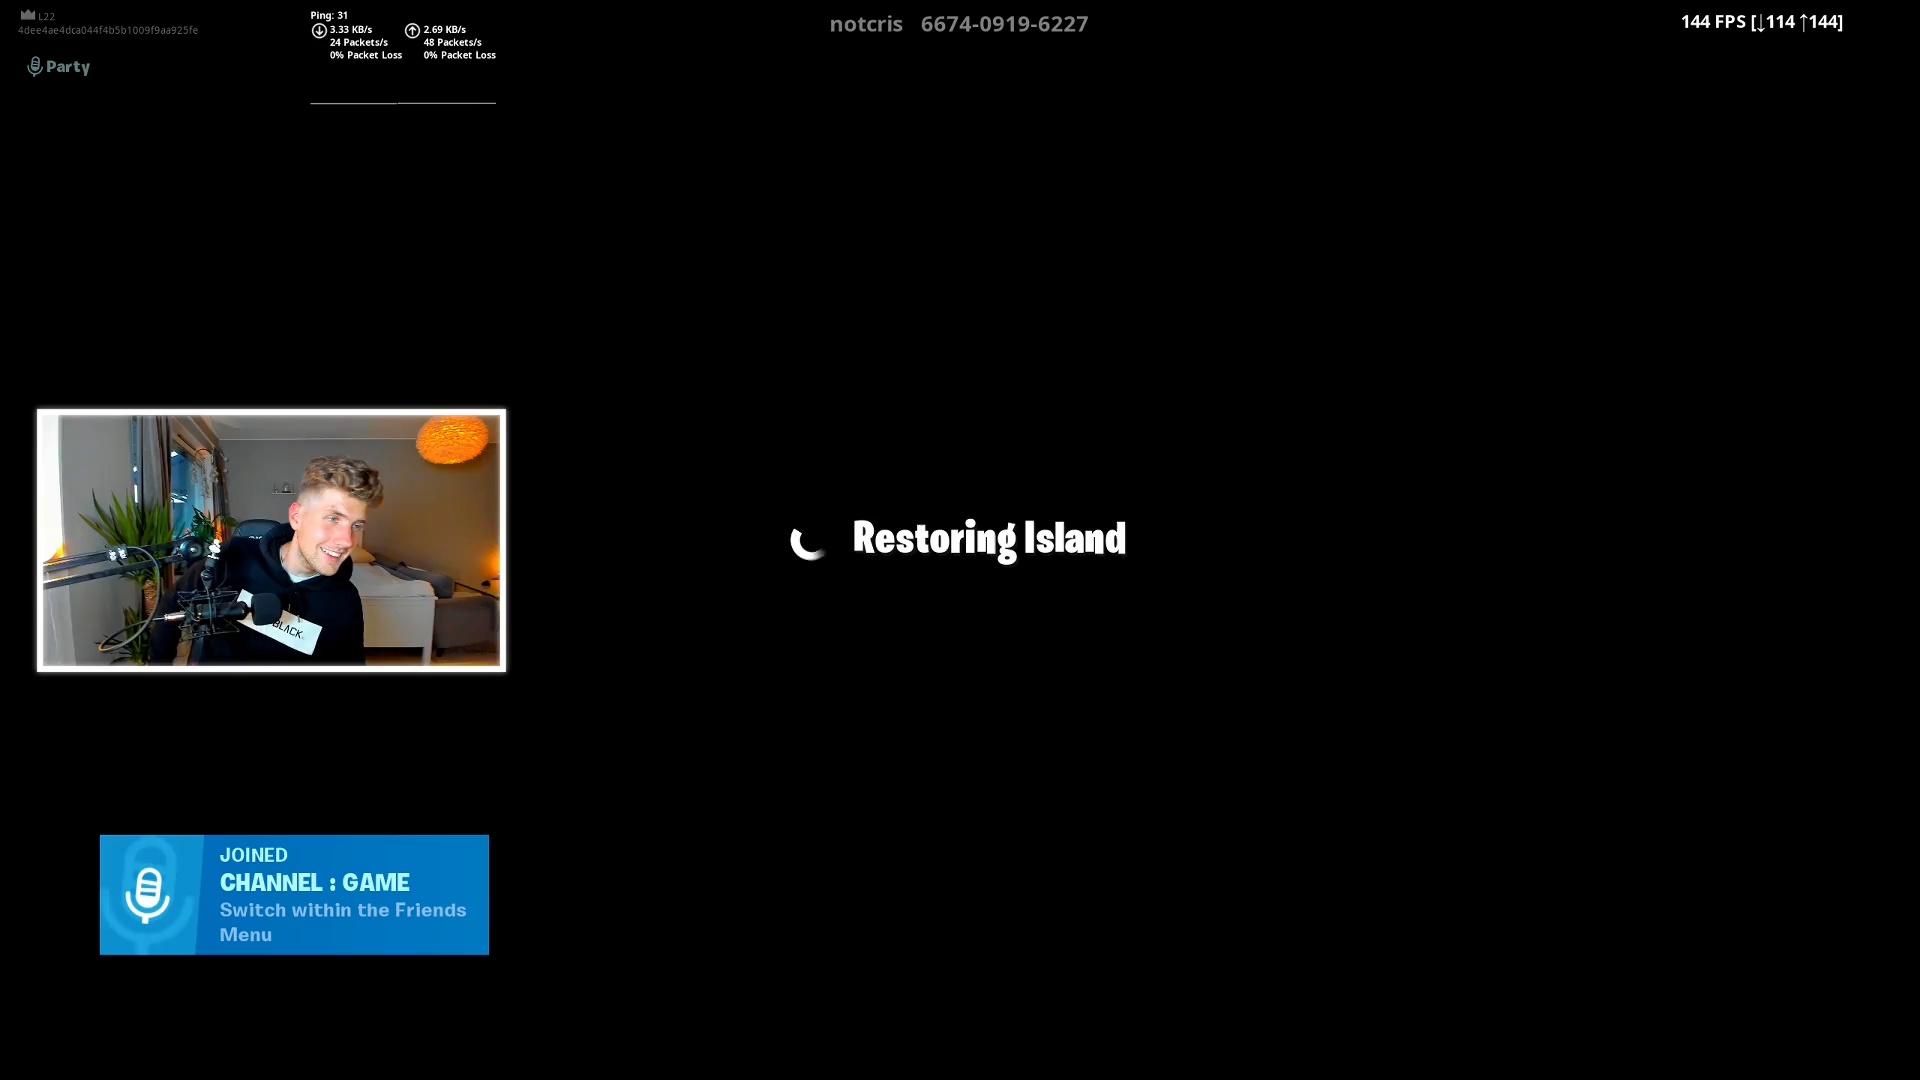 L22
4dee4ae4dca044f4b5b1009f9aa925fe
Party
Ping: 31
3.33 KB/s 2.69 KB/s
24 Packets/s 48 Packets/s
0% Packet Loss 0% Packet Loss
notcris 6674-0919-6227
144 FPS [↓114 ↑144]
Restoring Island
BLACK
JOINED
CHANNEL : GAME
Switch within the Friends
Menu